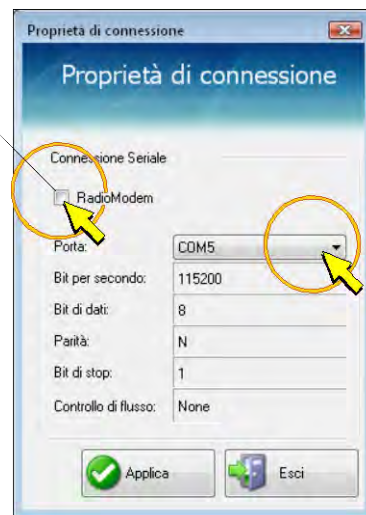 Proprietà di connessione
Proprietà di connessione
Connessione Seriale
RadioModem
Porta: COM5
Bit per secondo: 115200
Bit di dati: 8
Parità: N
Bit di stop: 1
Controllo di flusso: None
Applica Esci